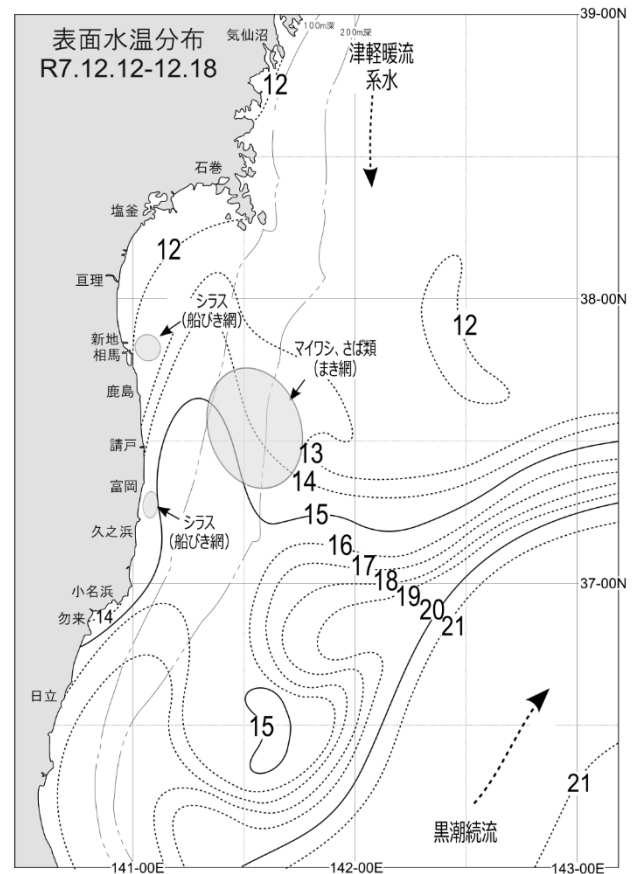 表面水温分布
R7.12.12-12.18
気仙沼
100m深
200m深
39-00N
津軽暖流
系水
12
石巻
塩釜
12
亘理
38-00N
シラス
(船びき網)
新地
相馬
12
マイワシ、さば類
(まき網)
鹿島
請戸
13
14
富岡
15
シラス
(船びき網)
久之浜
16
17
18
19
20
21
37-00N
小名浜
14
勿来
日立
15
21
黒潮続流
141-00E
142-00E
143-00E